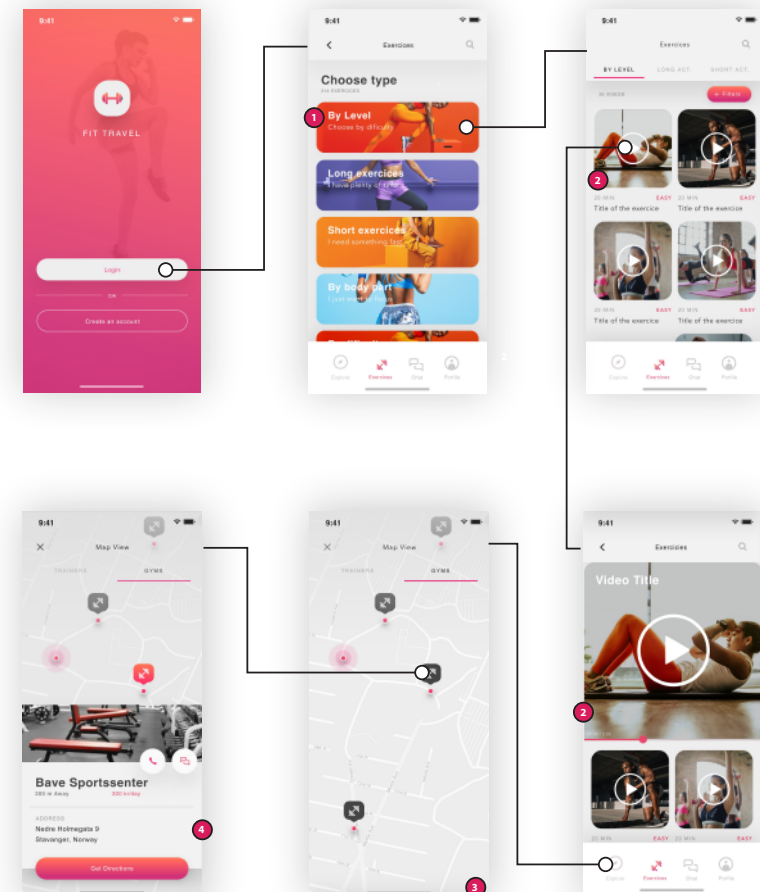 9:41
FIT TRAVEL
Login
OR
Create an account
9:41
Exercices
Choose type
1
By Level
Choose by dificulty
Long exercices
I have plenty of time
Short exercices
I need something fast
By body part
I just want to focus
Explore
Exercices
Chat
Profile
2
9:41
Exercices
BY LEVEL
LONG ACT.
SHORT ACT.
Filters
2
20 MIN
EASY
20 MIN
EASY
Title of the exercice
Title of the exercice
20 MIN
EASY
20 MIN
EASY
Title of the exercice
Title of the exercice
Explore
Exercices
Chat
Profile
9:41
Map View
TRAINERS
GYMS
Bave Sportssenter
ADDRESS
Nedre Holmegata 9
Stavanger, Norway
4
Get Directions
9:41
Map View
TRAINERS
GYMS
3
9:41
Exercices
Video Title
2
20 MIN
EASY
20 MIN
EASY
Explore
Exercices
Chat
Profile